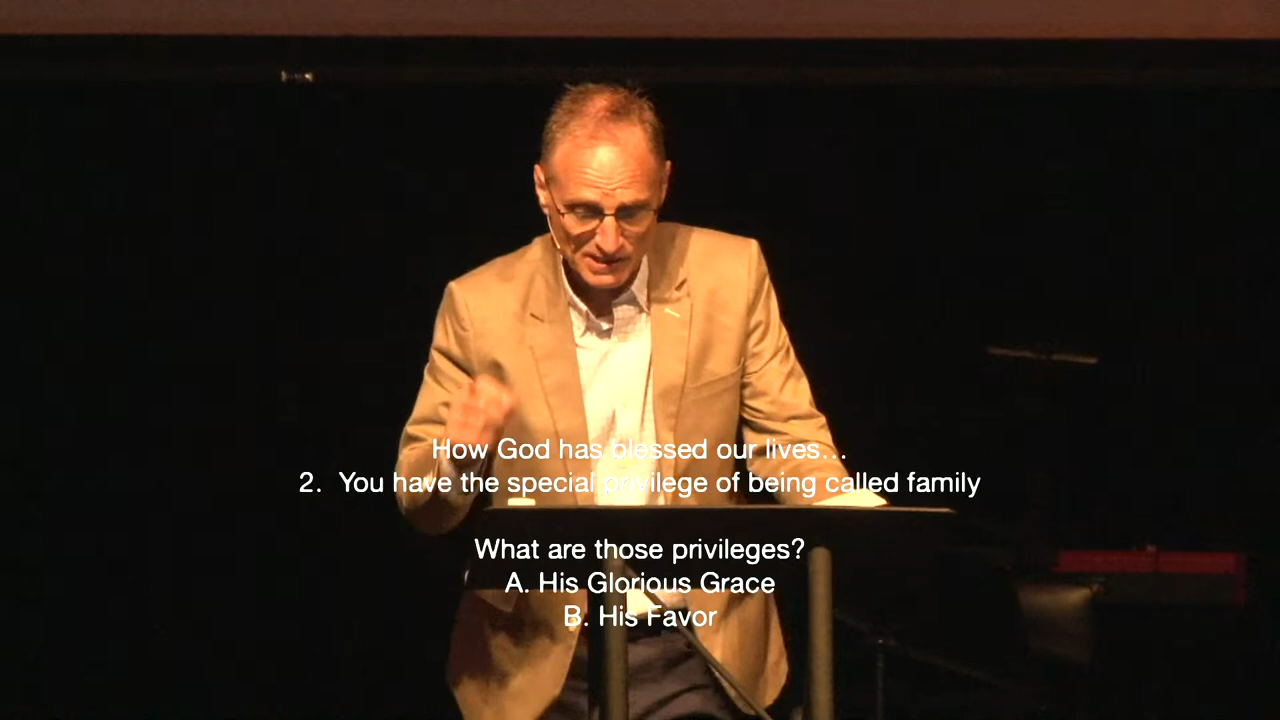 How God has blessed our lives...
2. You have the special privilege of being called family
What are those privileges?
A. His Glorious Grace
B. His Favor